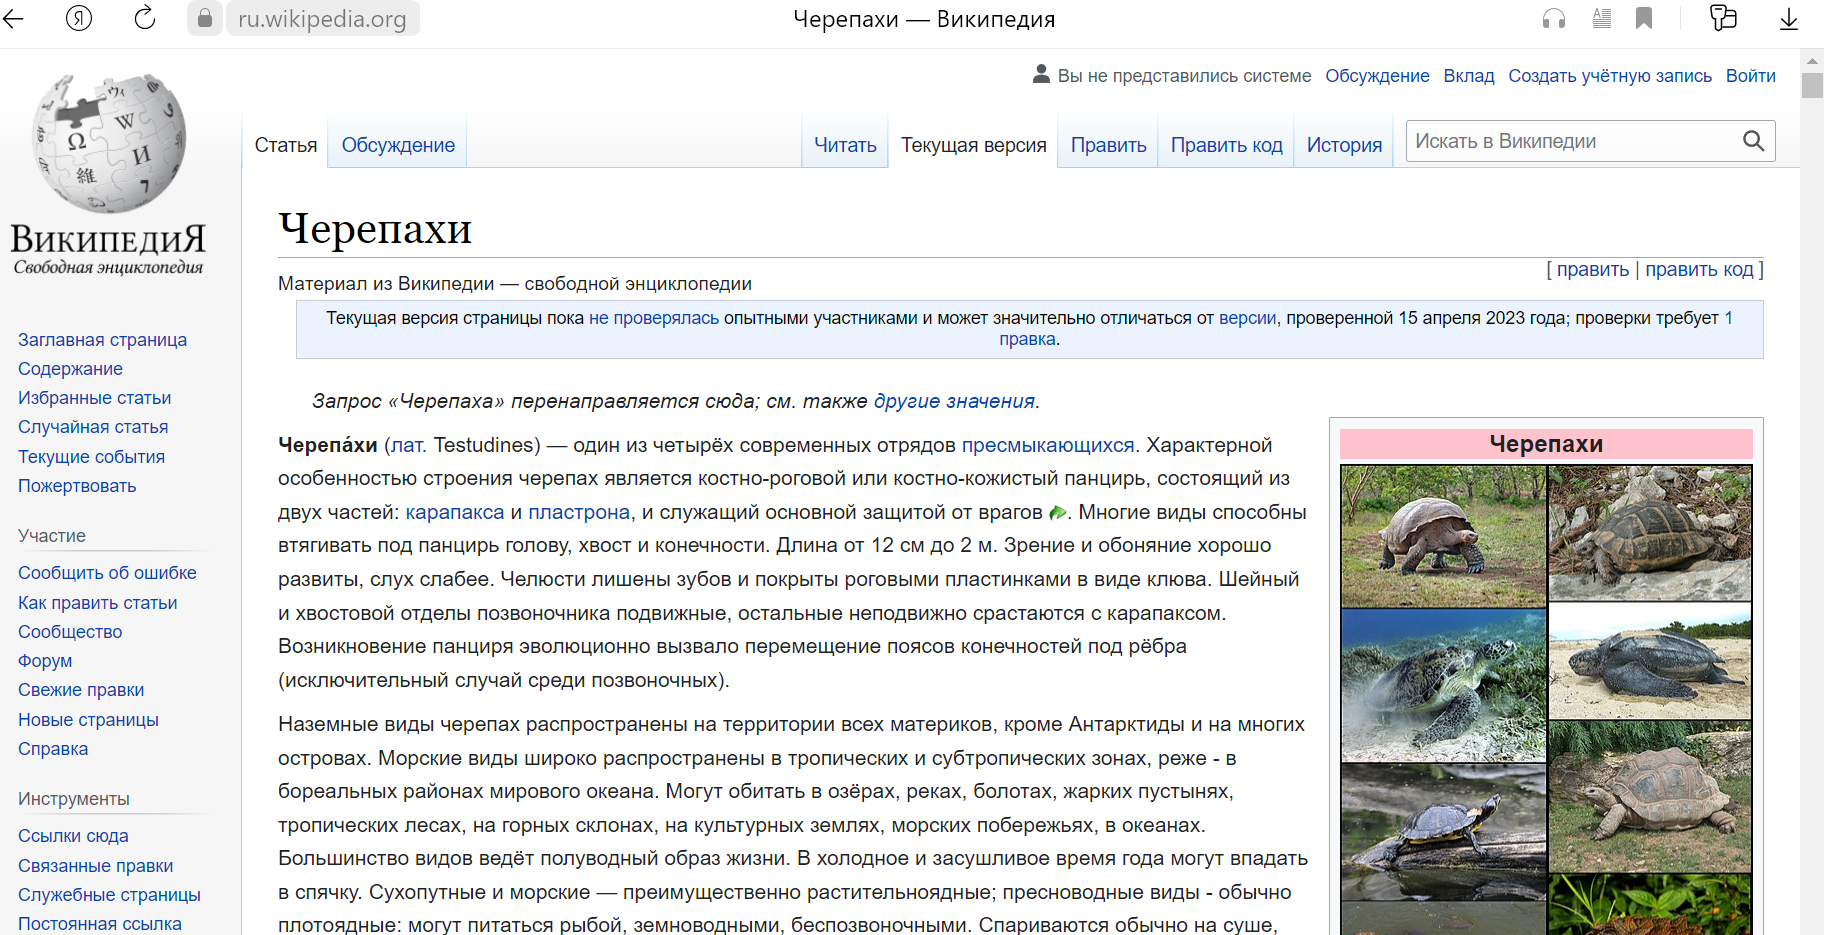 Я
ru.wikipedia.org
Черепахи — Википедия
Вы не представились системе Обсуждение Вклад Создать учётную запись Войти
Статья Обсуждение Читать Текущая версия Править Править код История Искать в Википедии
Ω W И 維 7
ВикипедиЯ
Свободная энциклопедия
Заглавная страница
Содержание
Избранные статьи
Случайная статья
Текущие события
Пожертвовать
Участие
Сообщить об ошибке
Как править статьи
Сообщество
Форум
Свежие правки
Новые страницы
Справка
Инструменты
Ссылки сюда
Связанные правки
Служебные страницы
Постоянная ссылка
Черепахи
[ править | править код ]
Материал из Википедии — свободной энциклопедии
Текущая версия страницы пока не проверялась опытными участниками и может значительно отличаться от версии, проверенной 15 апреля 2023 года; проверки требует 1
правка.
Запрос «Черепаха» перенаправляется сюда; см. также другие значения.
Черепа́хи (лат. Testudines) — один из четырёх современных отрядов пресмыкающихся. Характерной
особенностью строения черепах является костно-роговой или костно-кожистый панцирь, состоящий из
двух частей: карапакса и пластрона, и служащий основной защитой от врагов. Многие виды способны
втягивать под панцирь голову, хвост и конечности. Длина от 12 см до 2 м. Зрение и обоняние хорошо
развиты, слух слабее. Челюсти лишены зубов и покрыты роговыми пластинками в виде клюва. Шейный
и хвостовой отделы позвоночника подвижные, остальные неподвижно срастаются с карапаксом.
Возникновение панциря эволюционно вызвало перемещение поясов конечностей под рёбра
(исключительный случай среди позвоночных).
Наземные виды черепах распространены на территории всех материков, кроме Антарктиды и на многих
островах. Морские виды широко распространены в тропических и субтропических зонах, реже - в
бореальных районах мирового океана. Могут обитать в озёрах, реках, болотах, жарких пустынях,
тропических лесах, на горных склонах, на культурных землях, морских побережьях, в океанах.
Большинство видов ведёт полуводный образ жизни. В холодное и засушливое время года могут впадать
в спячку. Сухопутные и морские — преимущественно растительноядные; пресноводные виды - обычно
плотоядные: могут питаться рыбой, земноводными, беспозвоночными. Спариваются обычно на суше,
Черепахи